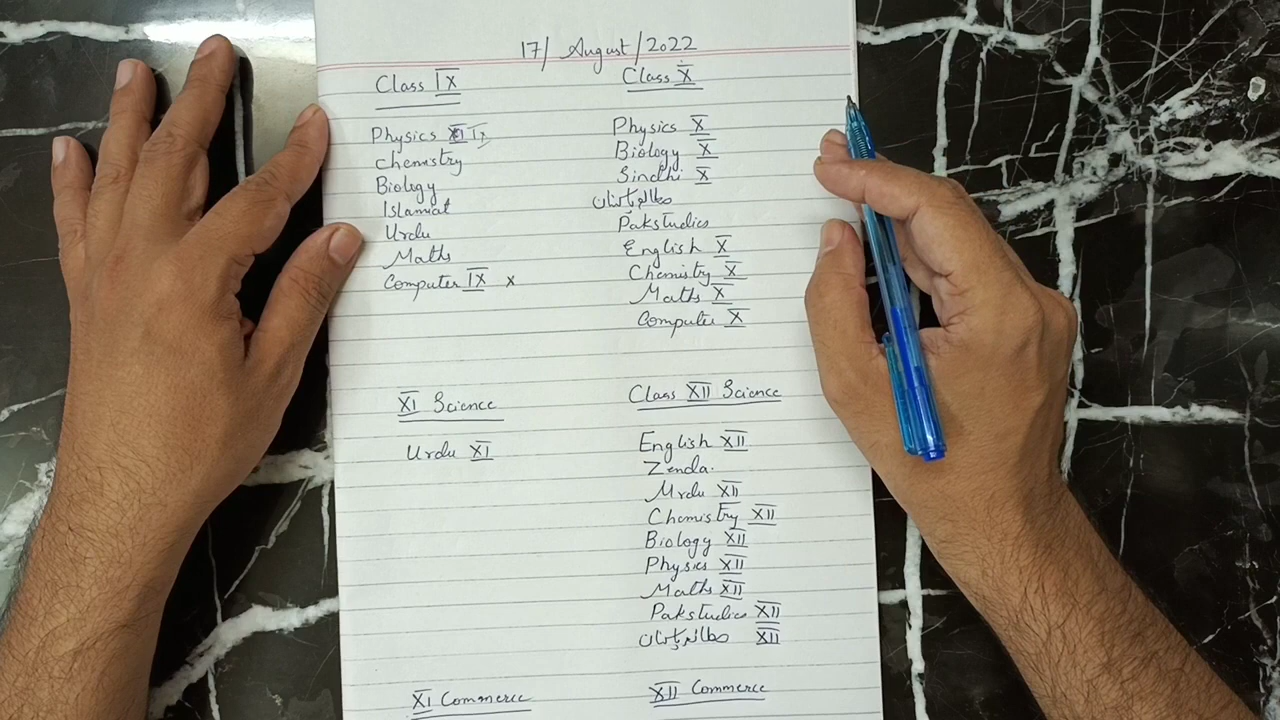 17/ August/2022
Class IX
Physics
Chemistry
Biology
Islamiat
Urdu
Maths
Computer IX x
Class X
Physics X
Biology X
Sindhi X
مطالعہ پاکستان
Pakstudies
English X
Chemistry X
Maths X
Computer X
XI Science
Urdu XI
Class XII Science
English XII
Zenda.
Urdu XII
Chemistry XII
Biology XII
Physics XII
Maths XII
Pakstudies XII
مطالعہ پاکستان XII
XI Commerce
XII Commerce